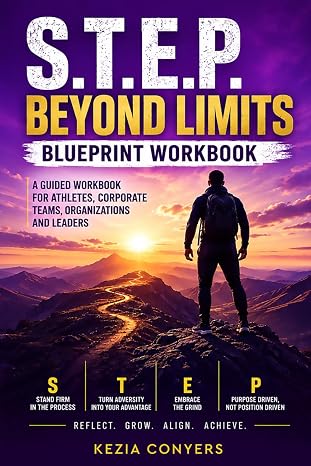 S.T.E.P.
BEYOND LIMITS
BLUEPRINT WORKBOOK
A GUIDED WORKBOOK
FOR ATHLETES, CORPORATE
TEAMS, ORGANIZATIONS
AND LEADERS
S
STAND FIRM
IN THE PROCESS
T
TURN ADVERSITY
INTO YOUR ADVANTAGE
E
EMBRACE
THE GRIND
P
PURPOSE DRIVEN,
NOT POSITION DRIVEN
REFLECT. GROW. ALIGN. ACHIEVE.
KEZIA CONYERS